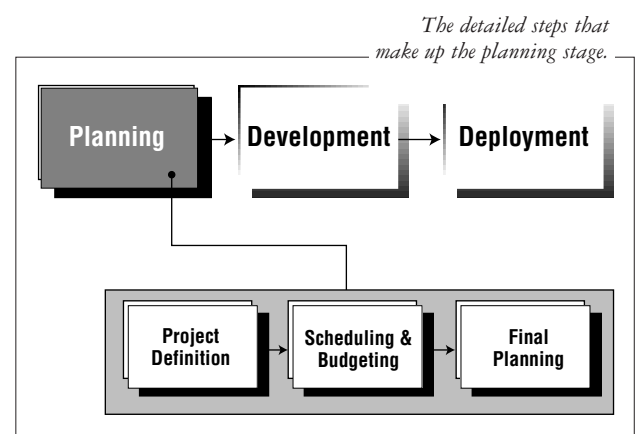 The detailed steps that
make up the planning stage.
Planning
Development
Deployment
Project
Definition
Scheduling &
Budgeting
Final
Planning